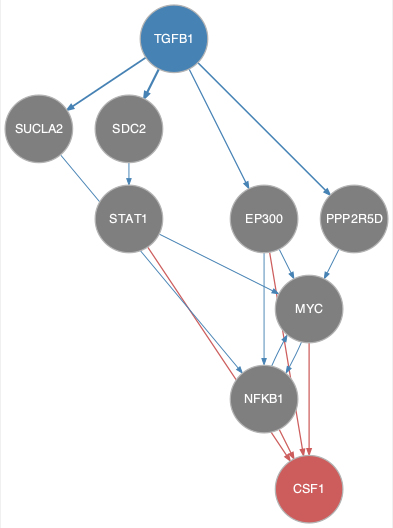 TGFB1
SUCLA2
SDC2
STAT1
EP300
PPP2R5D
MYC
NFKB1
CSF1